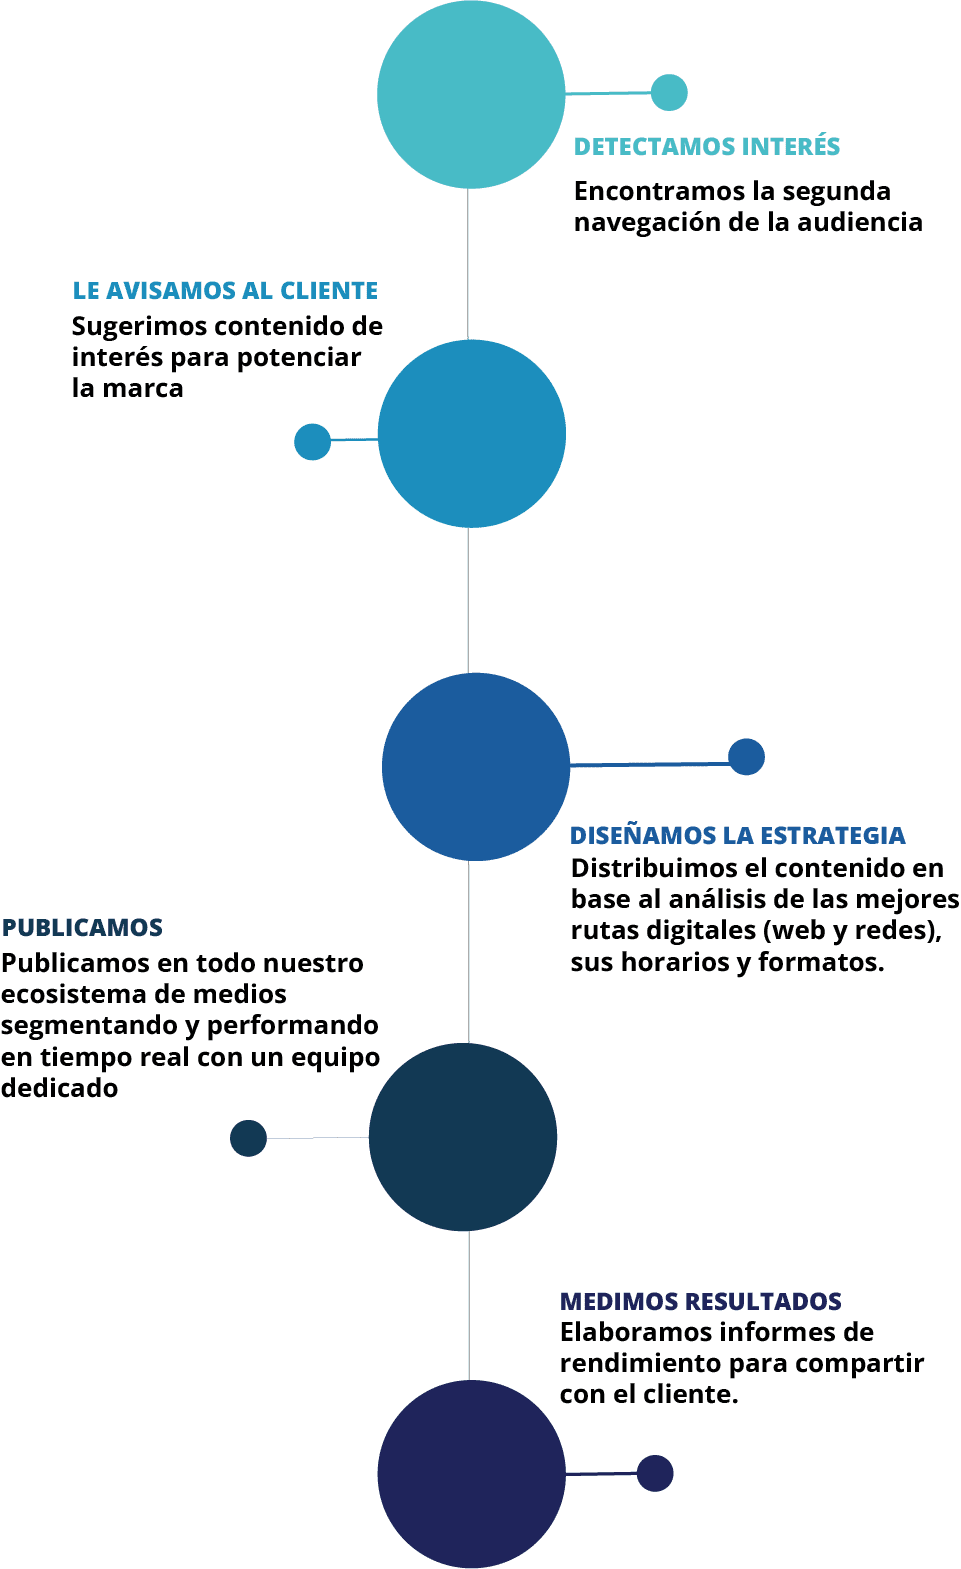 DETECTAMOS INTERÉS
Encontramos la segunda
navegación de la audiencia
LE AVISAMOS AL CLIENTE
Sugerimos contenido de
interés para potenciar
la marca
DISEÑAMOS LA ESTRATEGIA
Distribuimos el contenido en
base al análisis de las mejores
rutas digitales (web y redes),
sus horarios y formatos.
PUBLICAMOS
Publicamos en todo nuestro
ecosistema de medios
segmentando y performando
en tiempo real con un equipo
dedicado
MEDIMOS RESULTADOS
Elaboramos informes de
rendimiento para compartir
con el cliente.